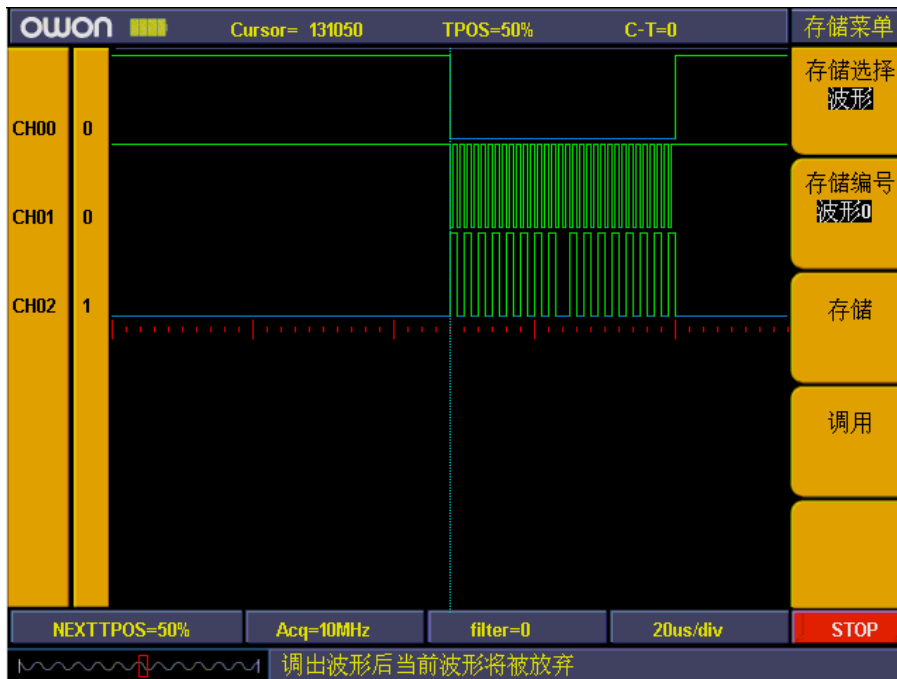 owon Cursor= 131050 TPOS=50% C-T=0 存储菜单
存储选择
波形
CH00 0
存储编号
波形0
CH01 0
CH02 1
存储
调用
NEXTTPOS=50% Acq=10MHz filter=0 20us/div STOP
调出波形后当前波形将被放弃